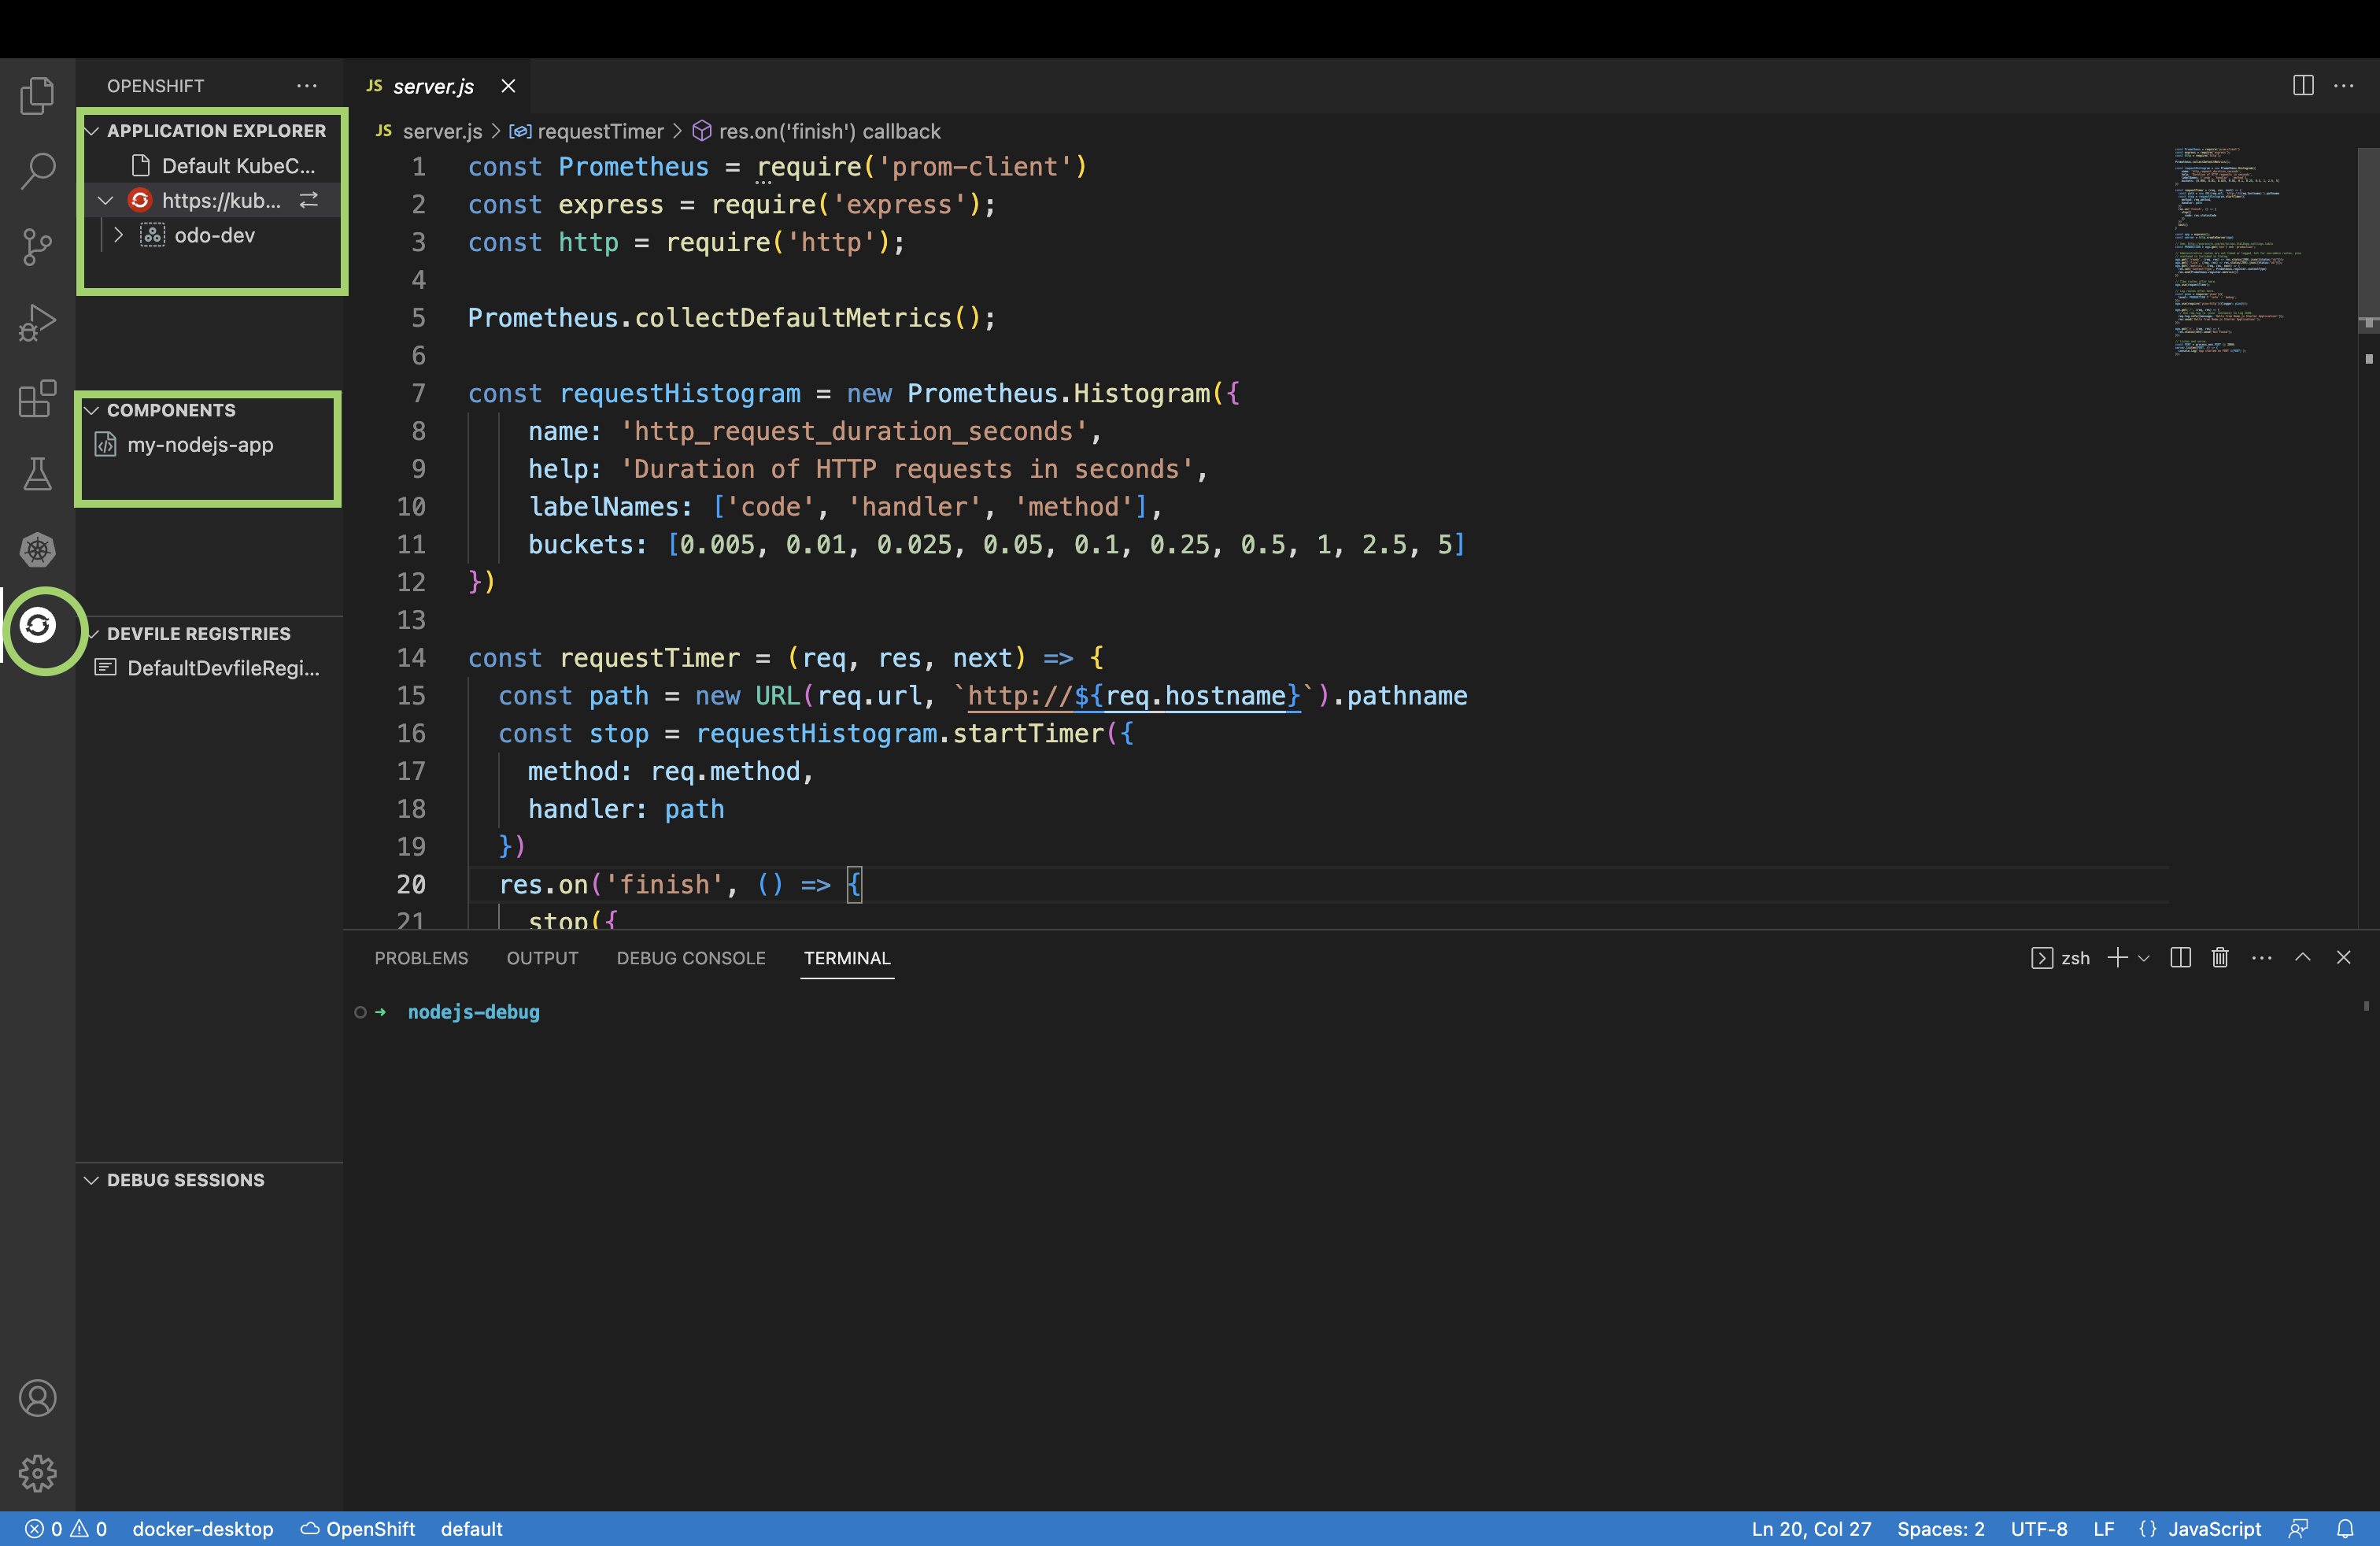 OPENSHIFT
APPLICATION EXPLORER
Default KubeC...
https://kub...
odo-dev
COMPONENTS
my-nodejs-app
DEVFILE REGISTRIES
DefaultDevfileRegi...
DEBUG SESSIONS
JS server.js
JS server.js > requestTimer > res.on('finish') callback
1 const Prometheus = require('prom-client')
2 const express = require('express');
3 const http = require('http');
4
5 Prometheus.collectDefaultMetrics();
6
7 const requestHistogram = new Prometheus.Histogram({
8 name: 'http_request_duration_seconds',
9 help: 'Duration of HTTP requests in seconds',
10 labelNames: ['code', 'handler', 'method'],
11 buckets: [0.005, 0.01, 0.025, 0.05, 0.1, 0.25, 0.5, 1, 2.5, 5]
12 })
13
14 const requestTimer = (req, res, next) => {
15 const path = new URL(req.url, `http://${req.hostname}`).pathname
16 const stop = requestHistogram.startTimer({
17 method: req.method,
18 handler: path
19 })
20 res.on('finish', () => {
21 stop({
PROBLEMS OUTPUT DEBUG CONSOLE TERMINAL zsh
nodejs-debug
0 0 docker-desktop OpenShift default Ln 20, Col 27 Spaces: 2 UTF-8 LF {} JavaScript